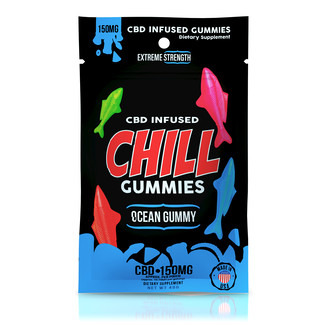 150MG
CBD INFUSED GUMMIES
Dietary Supplement
EXTREME STRENGTH
CBD INFUSED
CHILL
GUMMIES
OCEAN GUMMY
CBD•150MG
DIETARY SUPPLEMENT
MADE IN